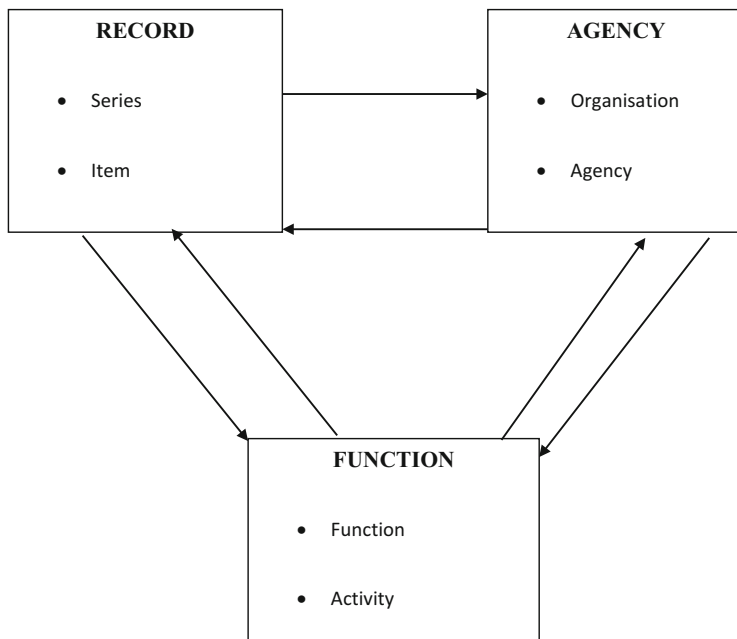 RECORD
• Series
• Item
AGENCY
• Organisation
• Agency
FUNCTION
• Function
• Activity